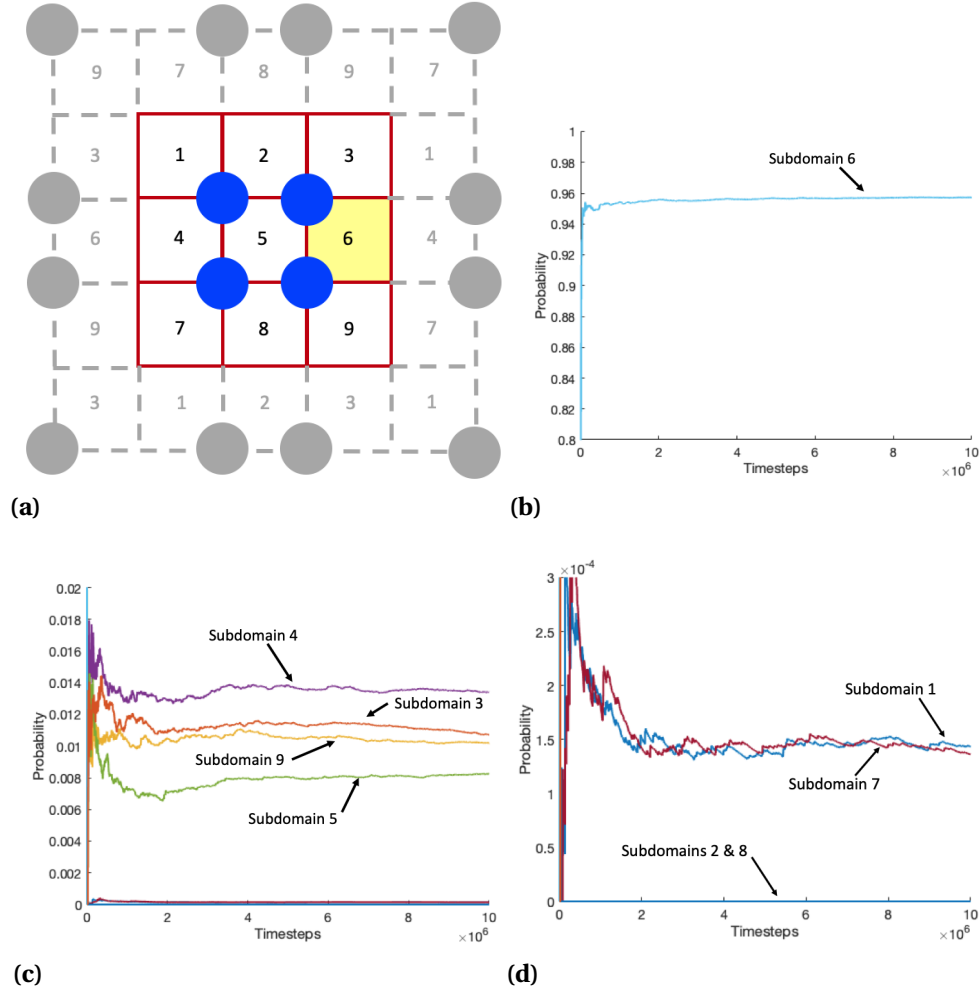 9 7 8 9 7
3 1 2 3 1
6 4 5 6 4
9 7 8 9 7
3 1 2 3 1
(a)
1
0.98
0.96
0.94
0.92
0.9
0.88
0.86
0.84
0.82
0.8
Probability
Subdomain 6
0 2 4 6 8 10
Timesteps
×10^6
(b)
0.02
0.018
0.016
0.014
0.012
0.01
0.008
0.006
0.004
0.002
0
Probability
Subdomain 4
Subdomain 3
Subdomain 9
Subdomain 5
0 2 4 6 8 10
Timesteps
×10^6
(c)
×10^-4
3
2.5
2
1.5
1
0.5
0
Probability
Subdomain 1
Subdomain 7
Subdomains 2 & 8
0 2 4 6 8 10
Timesteps
×10^6
(d)